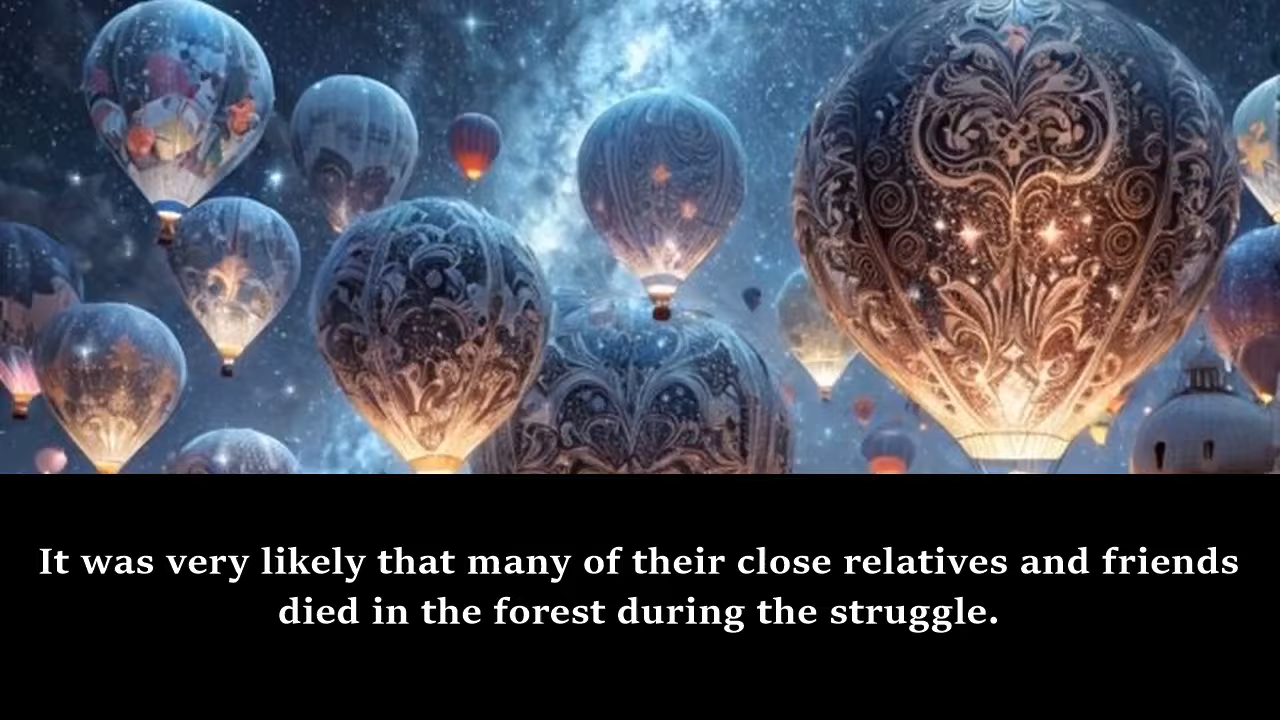 It was very likely that many of their close relatives and friends
died in the forest during the struggle.